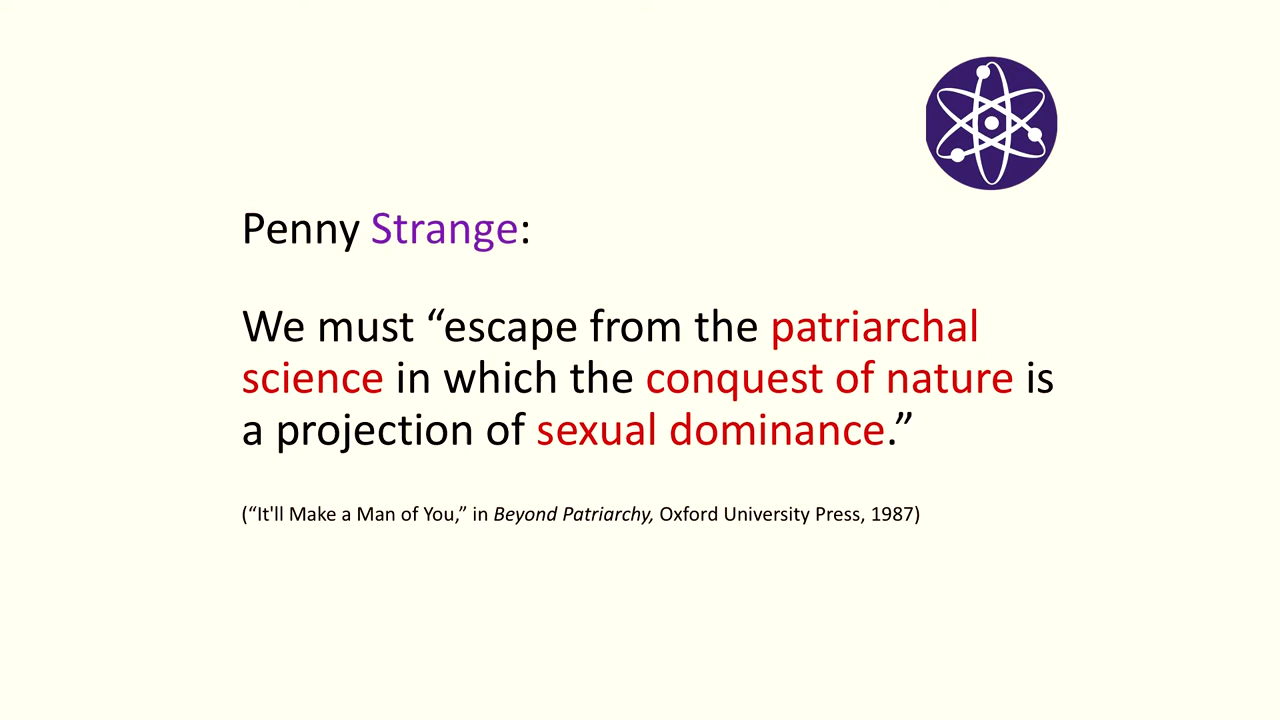 Penny Strange:
We must “escape from the patriarchal
science in which the conquest of nature is
a projection of sexual dominance.”
(“It'll Make a Man of You,” in Beyond Patriarchy, Oxford University Press, 1987)